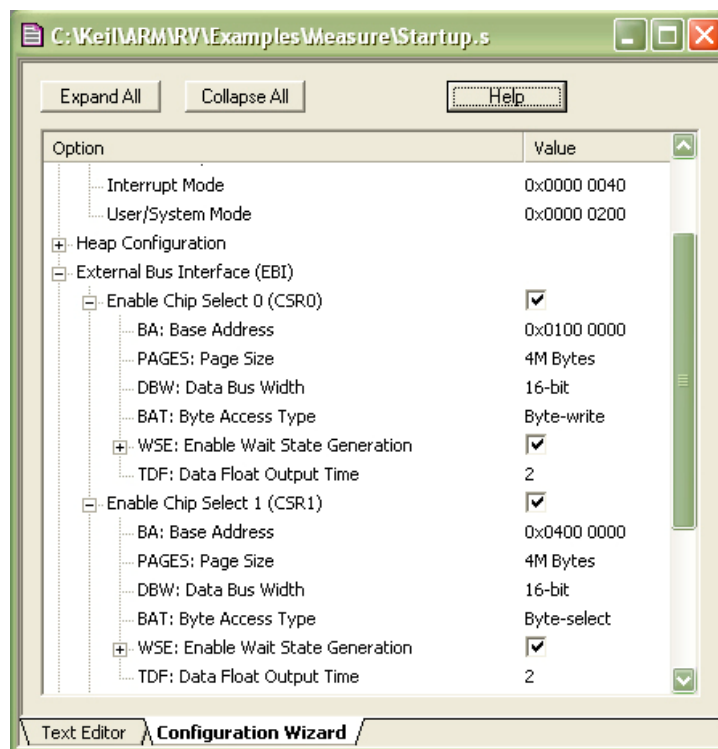 C:\Keil\ARM\RV\Examples\Measure\Startup.s
Expand All Collapse All Help
Option Value
Interrupt Mode 0x0000 0040
User/System Mode 0x0000 0200
Heap Configuration
External Bus Interface (EBI)
Enable Chip Select 0 (CSR0)
BA: Base Address 0x0100 0000
PAGES: Page Size 4M Bytes
DBW: Data Bus Width 16-bit
BAT: Byte Access Type Byte-write
WSE: Enable Wait State Generation
TDF: Data Float Output Time 2
Enable Chip Select 1 (CSR1)
BA: Base Address 0x0400 0000
PAGES: Page Size 4M Bytes
DBW: Data Bus Width 16-bit
BAT: Byte Access Type Byte-select
WSE: Enable Wait State Generation
TDF: Data Float Output Time 2
Text Editor Configuration Wizard